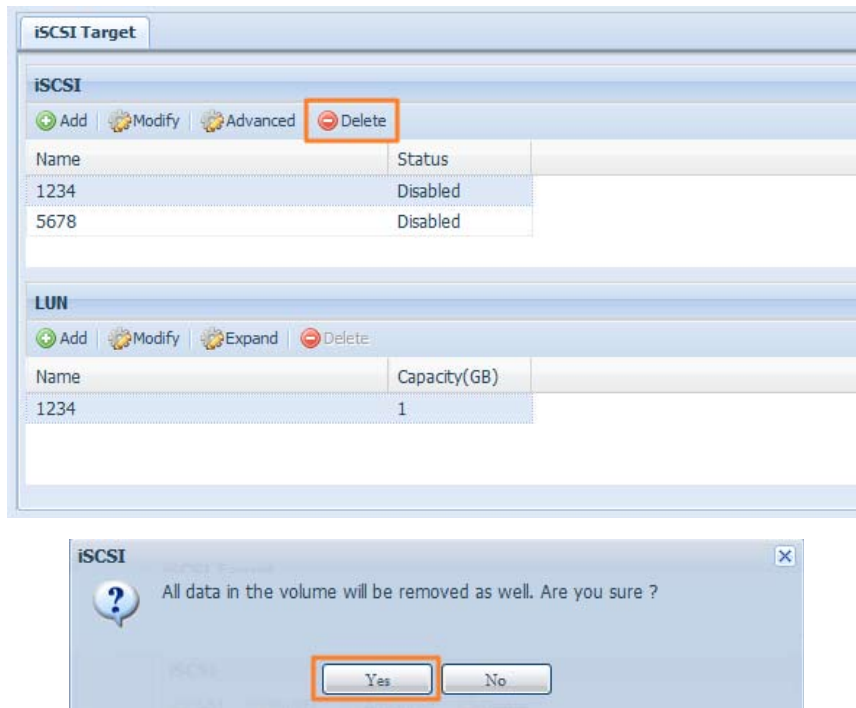 iSCSI Target
iSCSI
Add Modify Advanced Delete
Name Status
1234 Disabled
5678 Disabled
LUN
Add Modify Expand Delete
Name Capacity(GB)
1234 1
iSCSI
All data in the volume will be removed as well. Are you sure ?
Yes No